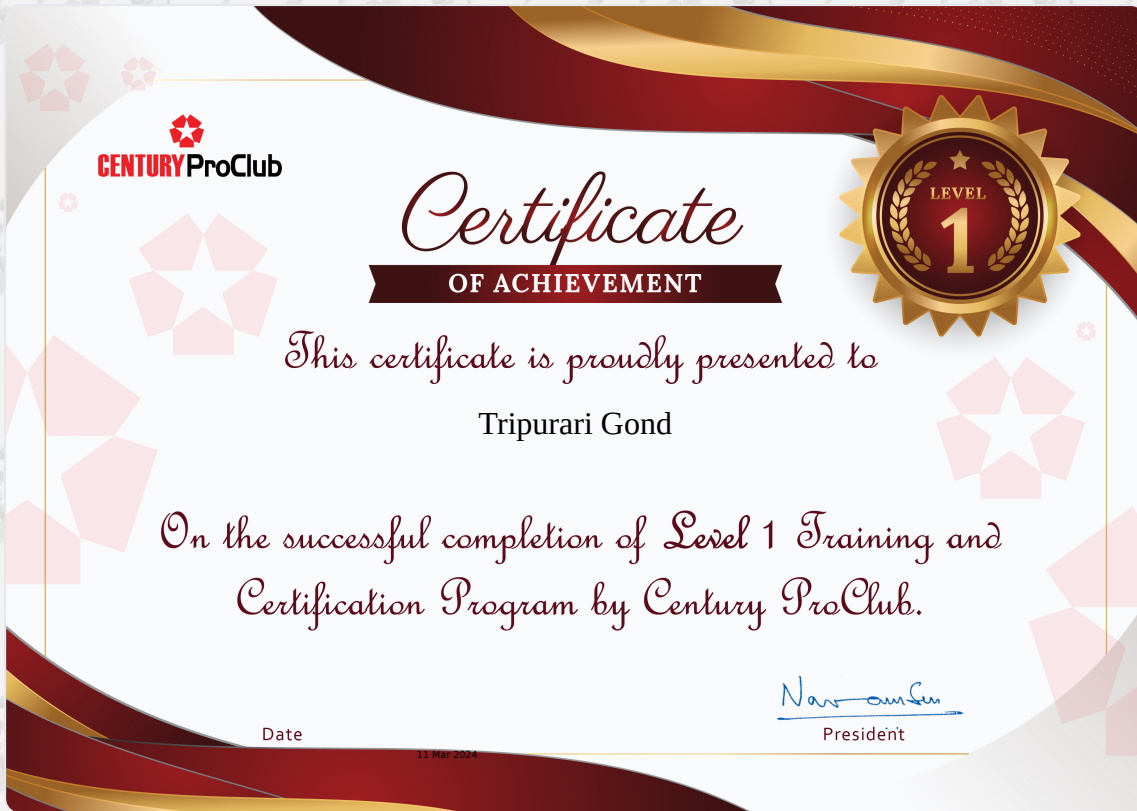 CENTURY ProClub
LEVEL
1
Certificate
OF ACHIEVEMENT
This certificate is proudly presented to
Tripurari Gond
On the successful completion of Level 1 Training and
Certification Program by Century ProClub.
Date
President
11 Mar 2024